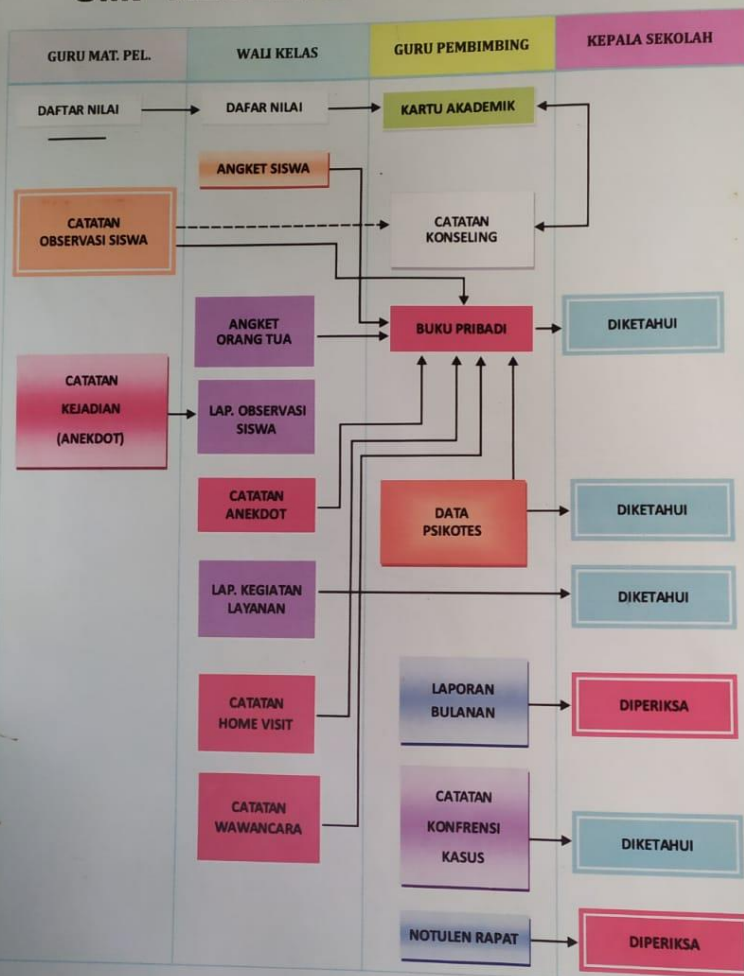 GURU MAT. PEL.
WALI KELAS
GURU PEMBIMBING
KEPALA SEKOLAH
DAFTAR NILAI
DAFAR NILAI
KARTU AKADEMIK
ANGKET SISWA
CATATAN
OBSERVASI SISWA
CATATAN
KONSELING
ANGKET
ORANG TUA
BUKU PRIBADI
DIKETAHUI
CATATAN
KEJADIAN
(ANEKDOT)
LAP. OBSERVASI
SISWA
CATATAN
ANEKDOT
DATA
PSIKOTES
DIKETAHUI
LAP. KEGIATAN
LAYANAN
DIKETAHUI
CATATAN
HOME VISIT
LAPORAN
BULANAN
DIPERIKSA
CATATAN
WAWANCARA
CATATAN
KONFRENSI
KASUS
DIKETAHUI
NOTULEN RAPAT
DIPERIKSA